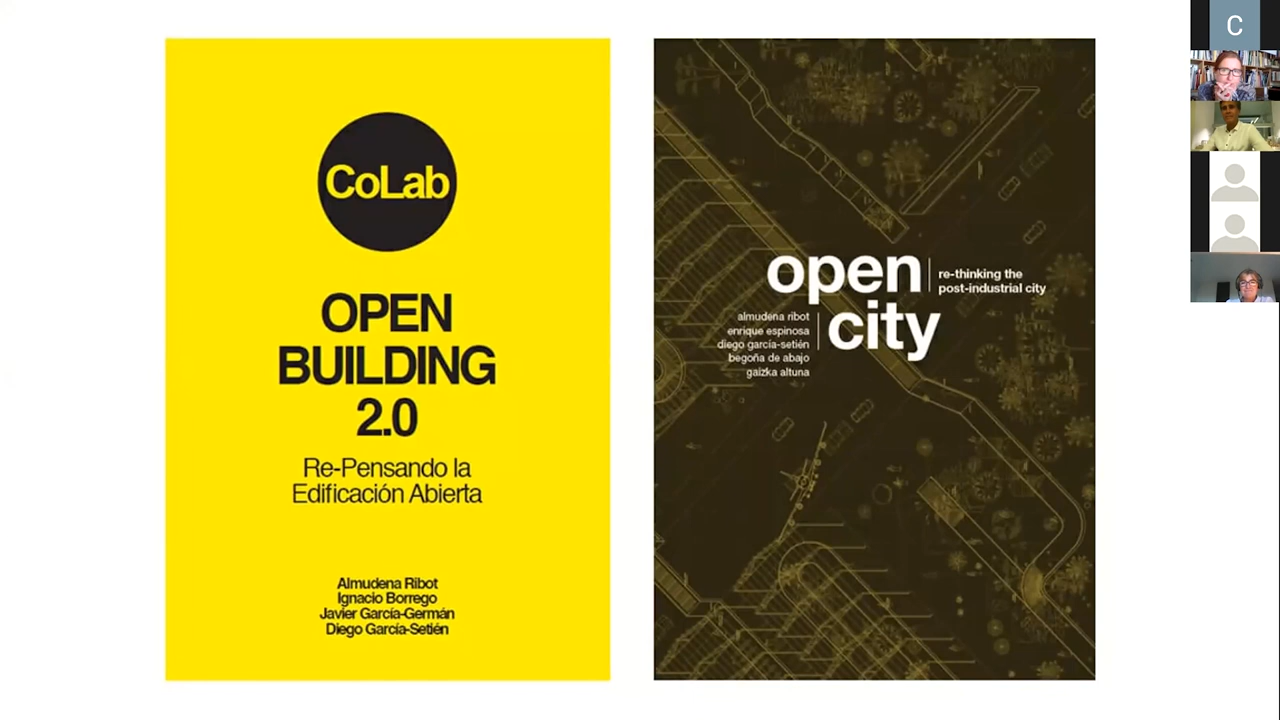 CoLab
OPEN
BUILDING
2.0
Re-Pensando la
Edificación Abierta
Almudena Ribot
Ignacio Borrego
Javier García-Germán
Diego García-Setién
open
re-thinking the
post-industrial city
city
almudena ribot
enrique espinosa
diego garcía-setién
begoña de abajo
gaizka altuna
C